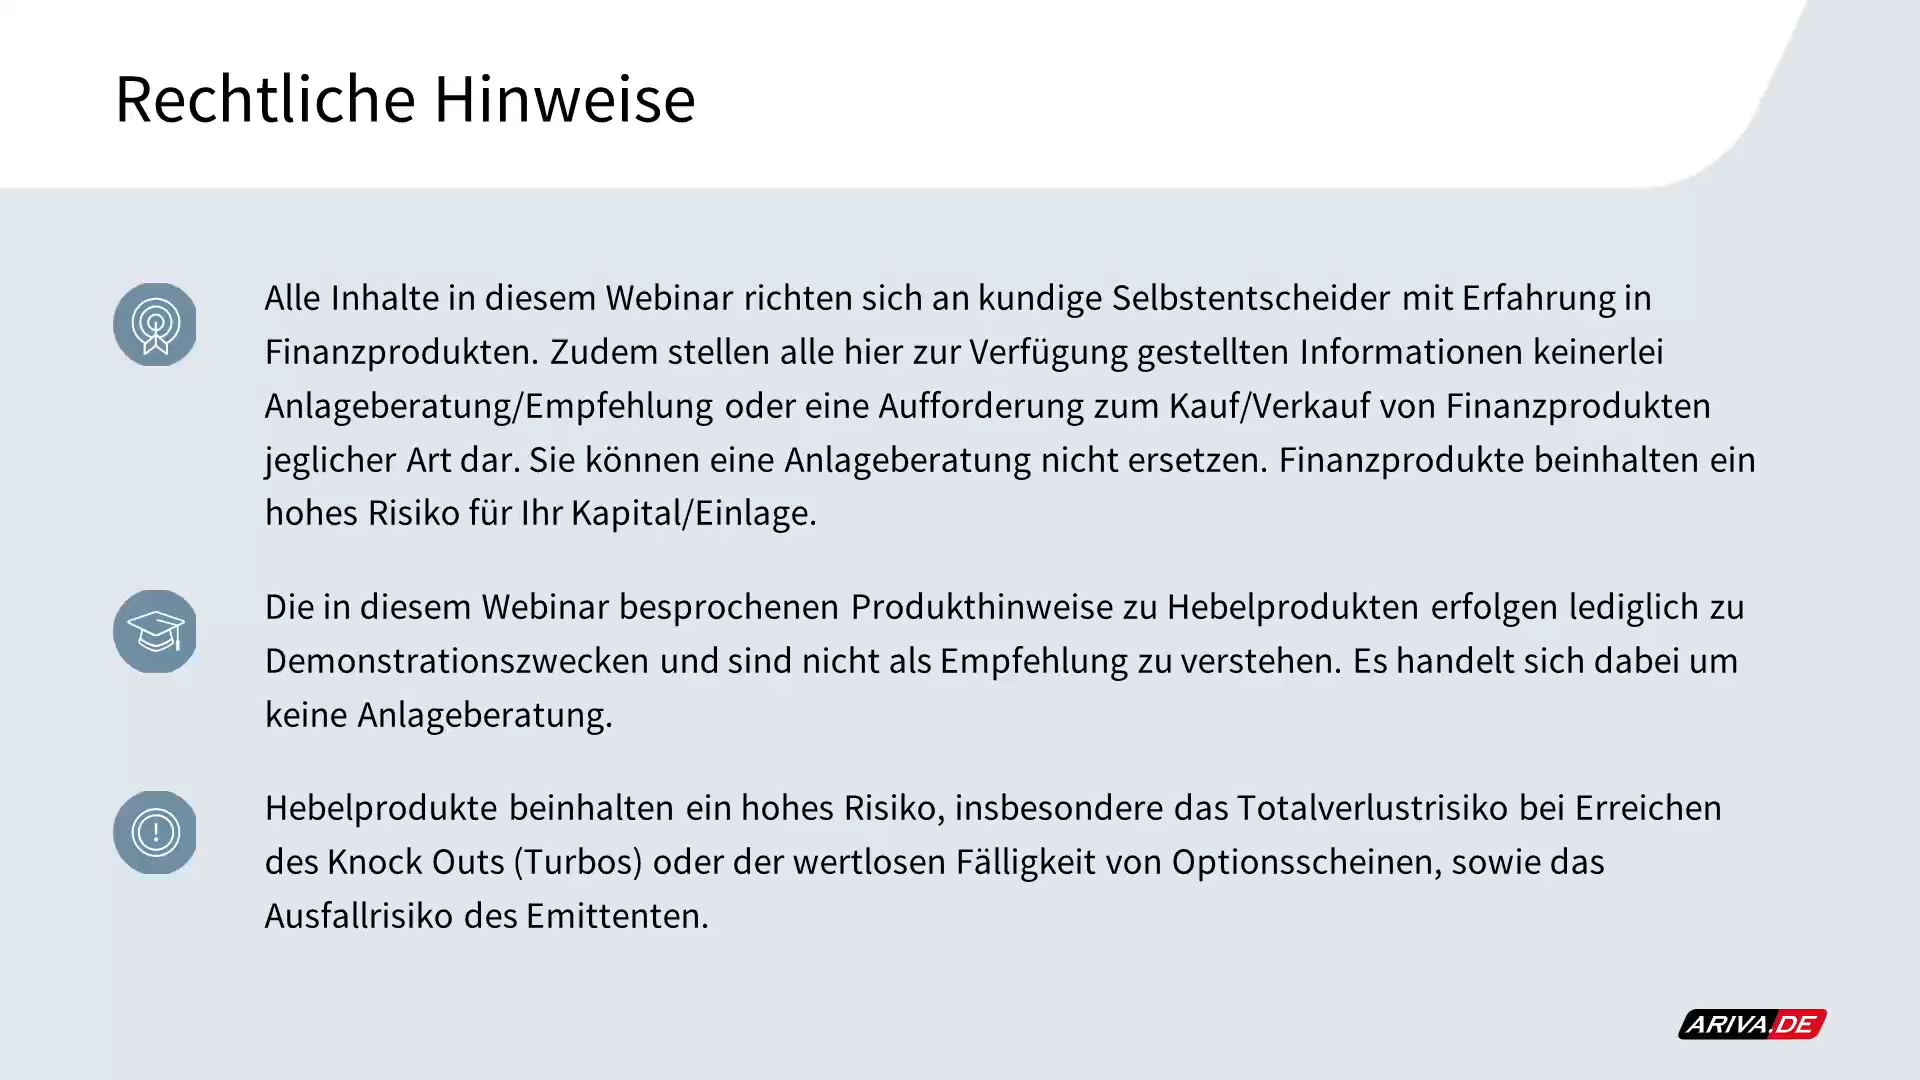 Rechtliche Hinweise
Alle Inhalte in diesem Webinar richten sich an kundige Selbstentscheider mit Erfahrung in
Finanzprodukten. Zudem stellen alle hier zur Verfügung gestellten Informationen keinerlei
Anlageberatung/Empfehlung oder eine Aufforderung zum Kauf/Verkauf von Finanzprodukten
jeglicher Art dar. Sie können eine Anlageberatung nicht ersetzen. Finanzprodukte beinhalten ein
hohes Risiko für Ihr Kapital/Einlage.
Die in diesem Webinar besprochenen Produkthinweise zu Hebelprodukten erfolgen lediglich zu
Demonstrationszwecken und sind nicht als Empfehlung zu verstehen. Es handelt sich dabei um
keine Anlageberatung.
Hebelprodukte beinhalten ein hohes Risiko, insbesondere das Totalverlustrisiko bei Erreichen
des Knock Outs (Turbos) oder der wertlosen Fälligkeit von Optionsscheinen, sowie das
Ausfallrisiko des Emittenten.
ARIVA.DE